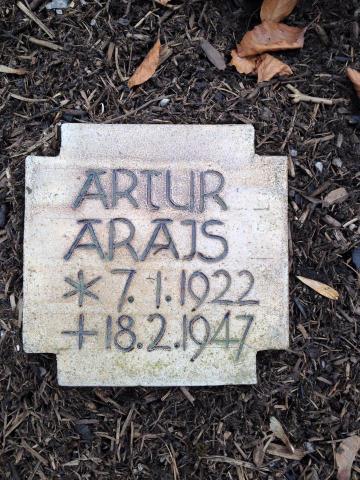 ARTUR
ARAJS
* 7.1.1922
+ 18.2.1947